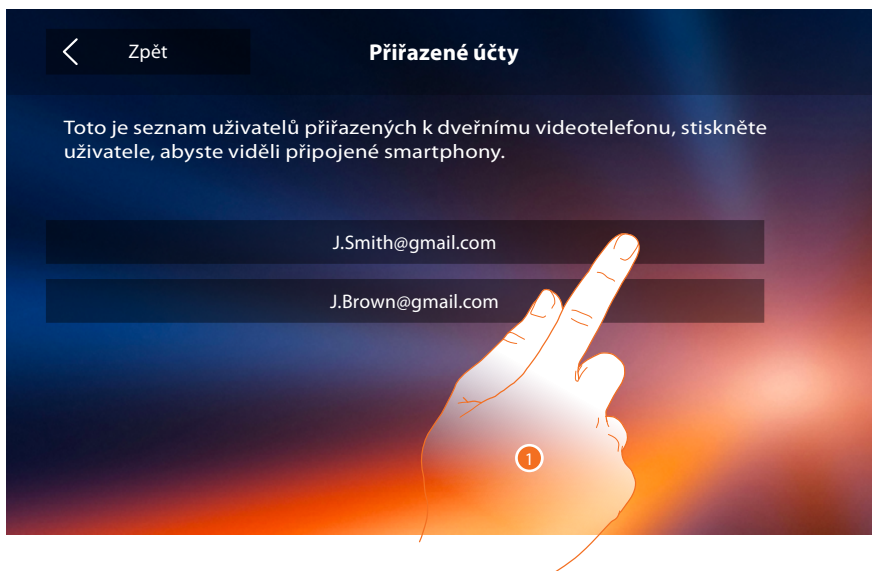 Zpět
Přiřazené účty
Toto je seznam uživatelů přiřazených k dveřnímu videotelefonu, stiskněte
uživatele, abyste viděli připojené smartphony.
J.Smith@gmail.com
J.Brown@gmail.com
1